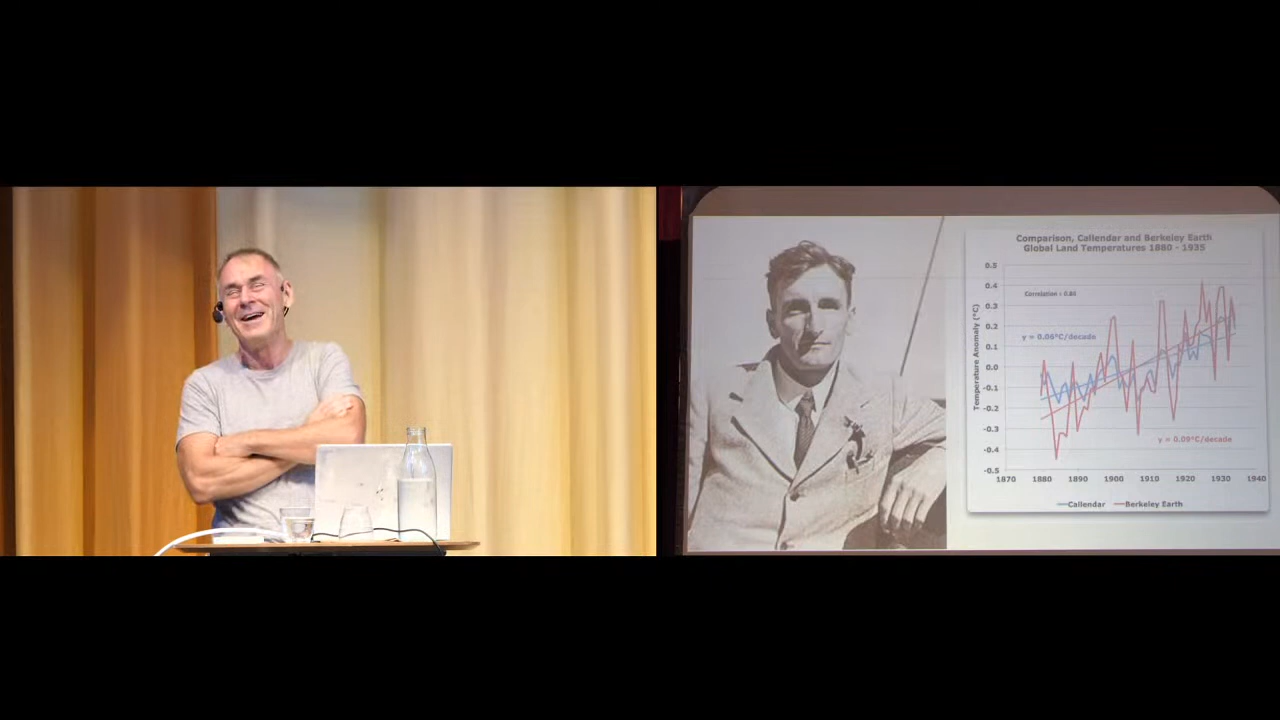 Comparison, Callendar and Berkeley Earth
Global Land Temperatures 1880 - 1935
0.5
0.4
0.3
0.2
0.1
0.0
-0.1
-0.2
-0.3
-0.4
-0.5
Temperature Anomaly (°C)
Correlation = 0.86
y = 0.06°C/decade
y = 0.09°C/decade
1870 1880 1890 1900 1910 1920 1930 1940
Callendar Berkeley Earth